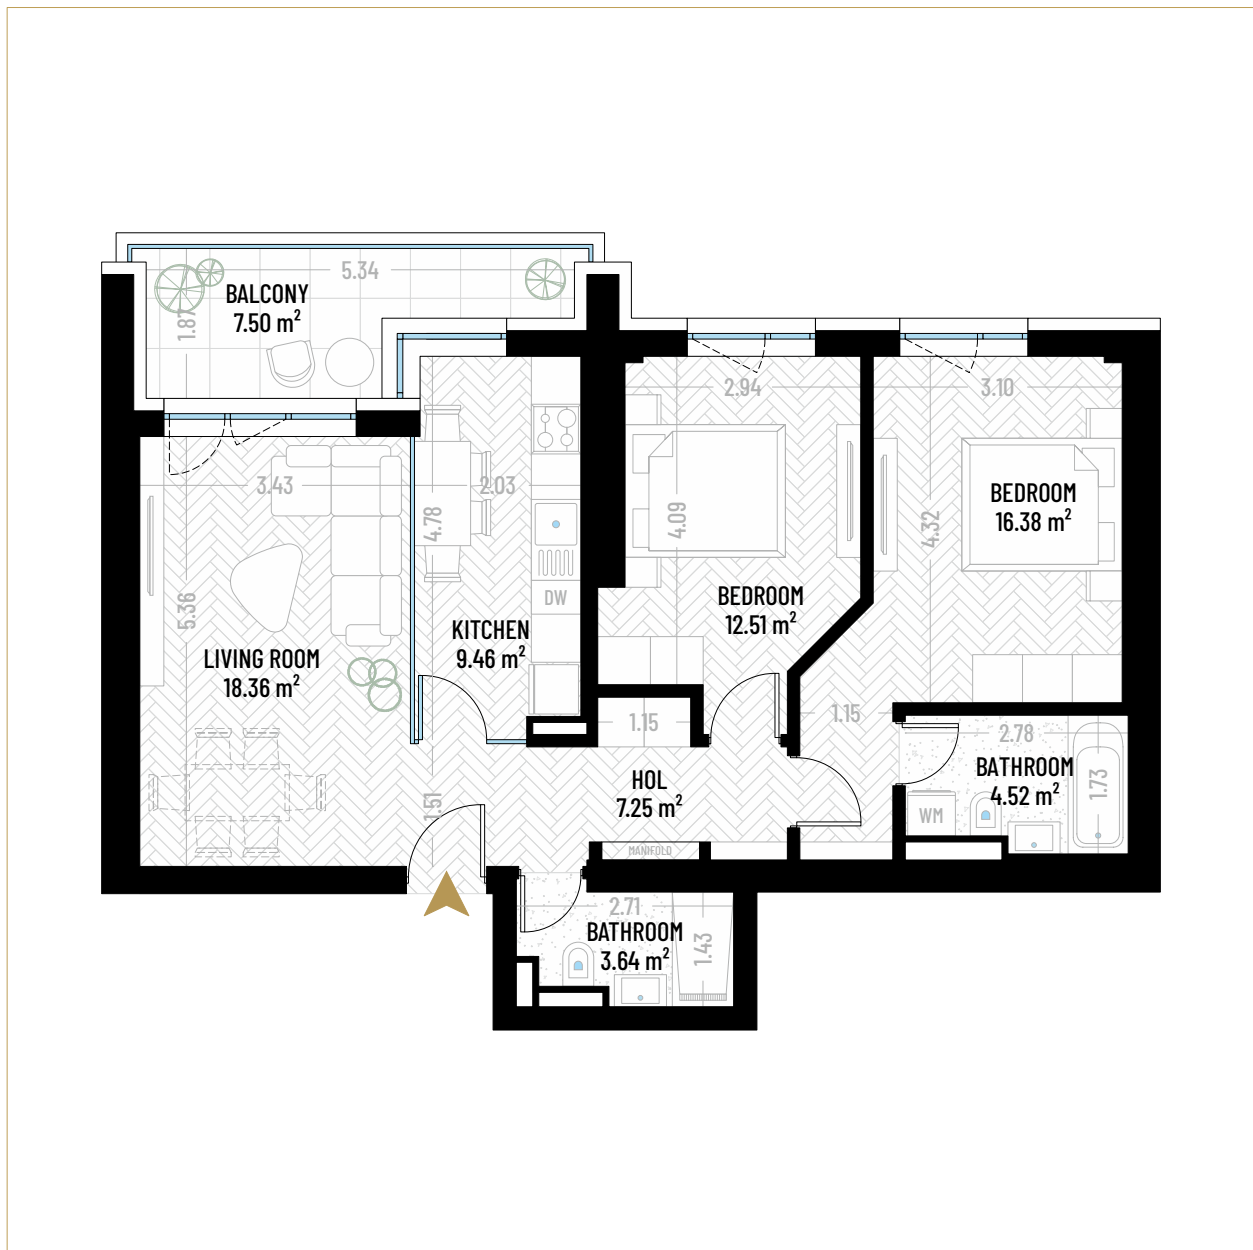 5.34
BALCONY
7.50 m²
1.87
2.94
3.10
3.43
2.03
4.78
4.09
4.32
BEDROOM
16.38 m²
5.36
DW
BEDROOM
12.51 m²
KITCHEN
9.46 m²
LIVING ROOM
18.36 m²
1.15
1.15
2.78
BATHROOM
4.52 m²
1.73
HOL
7.25 m²
1.51
WM
MANIFOLD
2.71
BATHROOM
3.64 m²
1.43